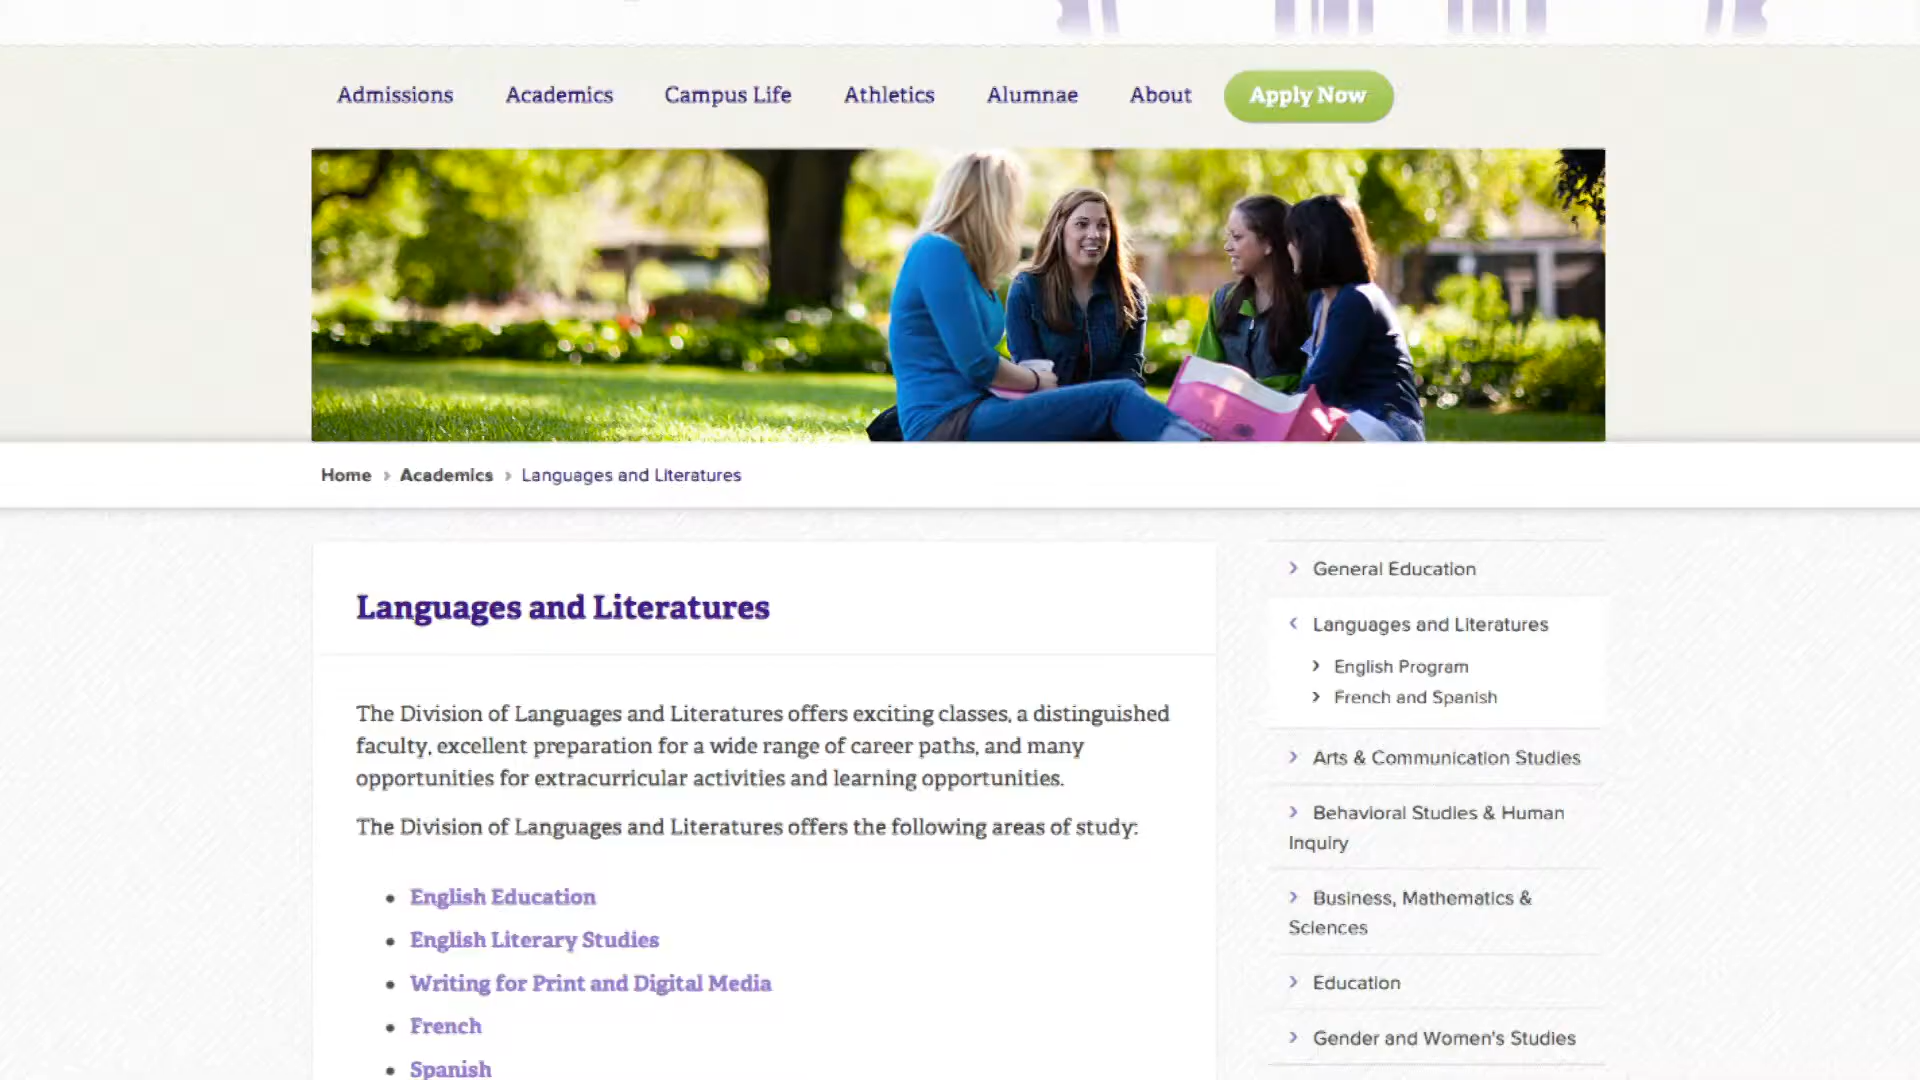 Admissions
Academics
Campus Life
Athletics
Alumnae
About
Apply Now
Home › Academics › Languages and Literatures
Languages and Literatures
The Division of Languages and Literatures offers exciting classes, a distinguished
faculty, excellent preparation for a wide range of career paths, and many
opportunities for extracurricular activities and learning opportunities.
The Division of Languages and Literatures offers the following areas of study:
English Education
English Literary Studies
Writing for Print and Digital Media
French
Spanish
General Education
Languages and Literatures
English Program
French and Spanish
Arts & Communication Studies
Behavioral Studies & Human
Inquiry
Business, Mathematics &
Sciences
Education
Gender and Women's Studies